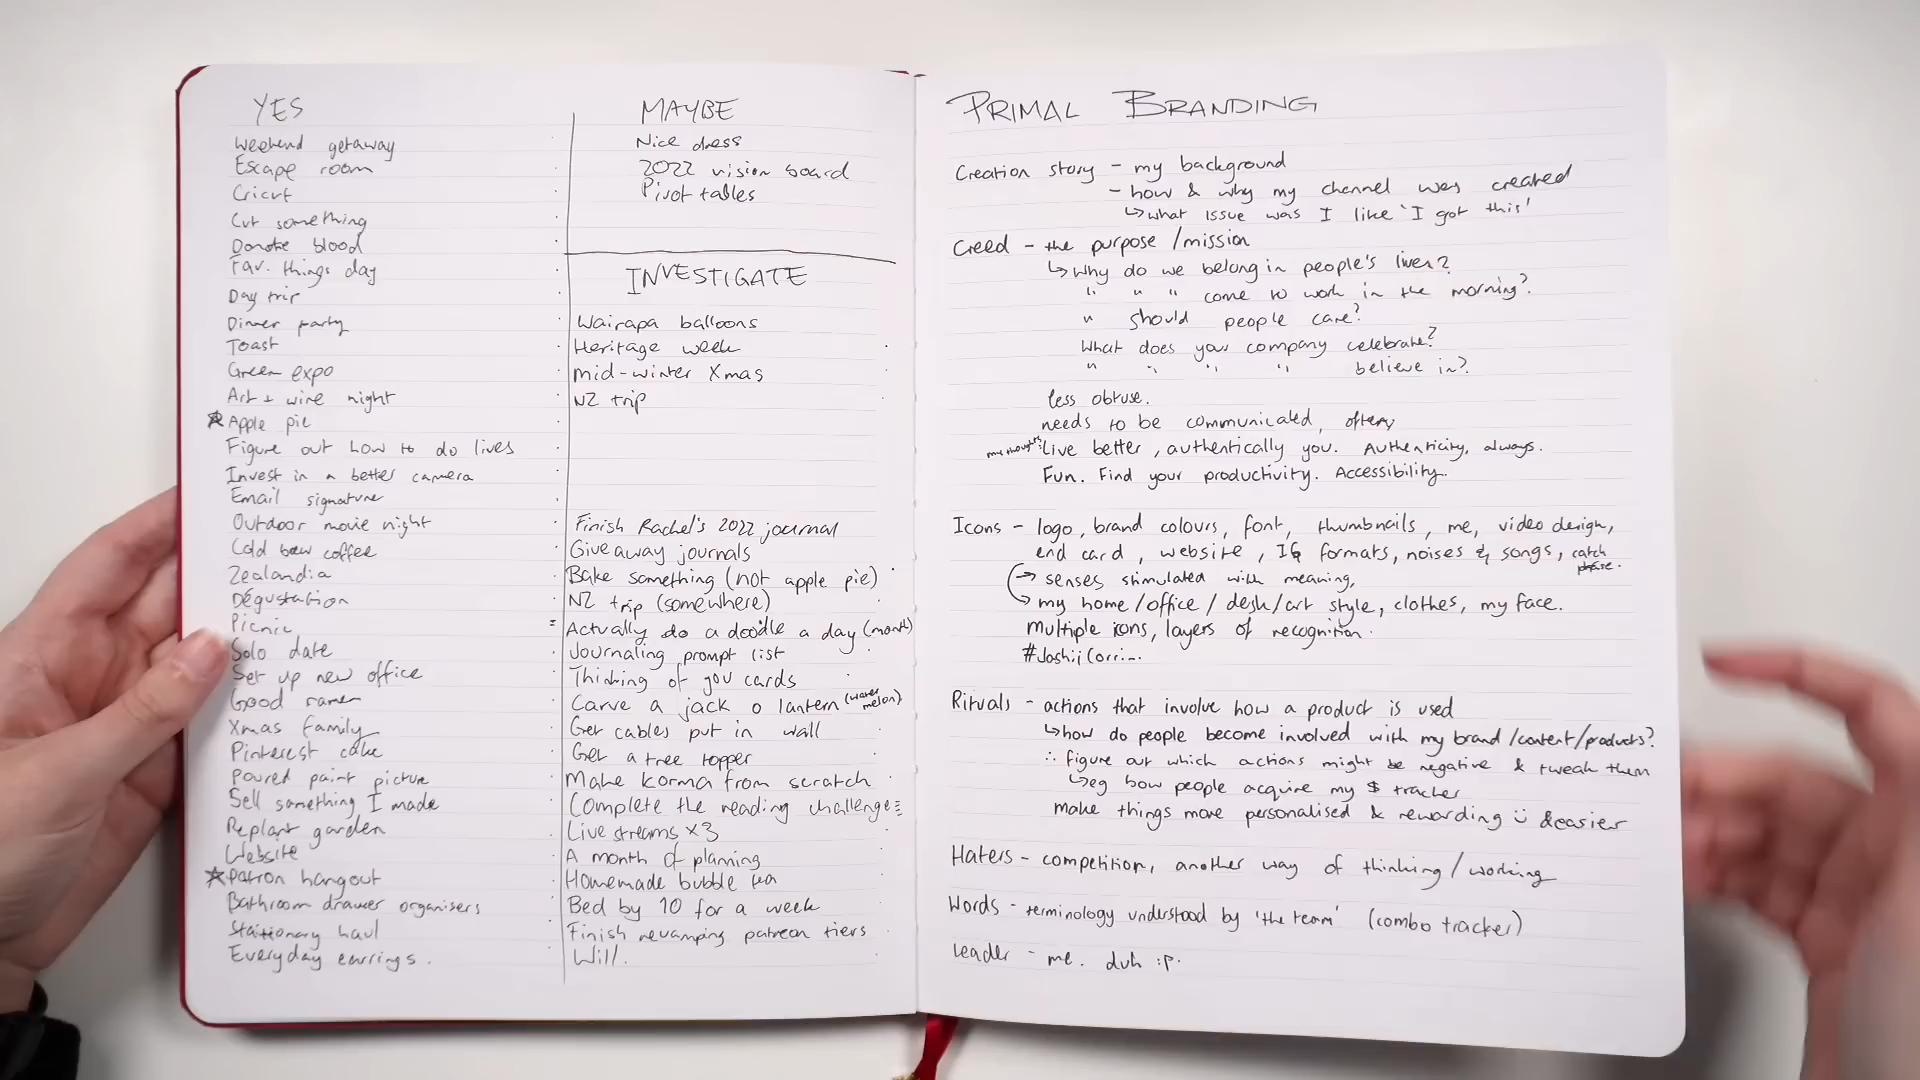 YES
Weekend getaway
Escape room
Cricut
Cut something
Donate blood
Fav. things day
Day trip
Dinner party
Toast
Green expo
Art + wine night
Apple pie
Figure out how to do lives
Invest in a better camera
Email signature
Outdoor movie night
Cold brew coffee
Zealandia
Dégustation
Picnic
Solo date
Set up new office
Good ramen
Xmas family
Pinterest cake
Poured paint picture
Sell something I made
Replant garden
Website
Patron hangout
Bathroom drawer organisers
Stationary haul
Everyday earrings.
MAYBE
Nice dress
2022 vision board
Pivot tables
INVESTIGATE
Wairapa balloons
Heritage week
Mid-winter Xmas
NZ trip
Finish Rachel's 2022 journal
Give away journals
Bake something (not apple pie)
NZ trip (somewhere)
Actually do a doodle a day (month)
Journaling prompt list
Thinking of you cards
Carve a jack o lantern (water melon)
Get cables put in wall
Get a tree topper
Make korma from scratch
Complete the reading challenge
Live streams x3
A month of planning
Homemade bubble tea
Bed by 10 for a week
Finish revamping patreon tiers
Will.
PRIMAL BRANDING
Creation story - my background
- how & why my channel was created
↳ what issue was I like 'I got this'
Creed - the purpose/mission
↳ Why do we belong in people's lives?
" " " come to work in the morning?
" should people care?
What does your company celebrate?
" " " " believe in?
less obtuse.
needs to be communicated, often
my thoughts: Live better, authentically you. Authenticity, always.
Fun. Find your productivity. Accessibility.
Icons - logo, brand colours, font, thumbnails, me, video design,
end card, website, IG formats, noises & songs, catch phrase.
→ senses stimulated with meaning,
→ my home/office/desk/art style, clothes, my face.
multiple icons, layers of recognition.
Rituals - actions that involve how a product is used
↳ how do people become involved with my brand/content/products?
∴ figure out which actions might be negative & tweak them
↳ eg how people acquire my $ tracker
make things more personalised & rewarding ü & easier
Haters - competition, another way of thinking/working
Words - terminology understood by 'the team' (combo tracker)
Leader - me. duh :p.